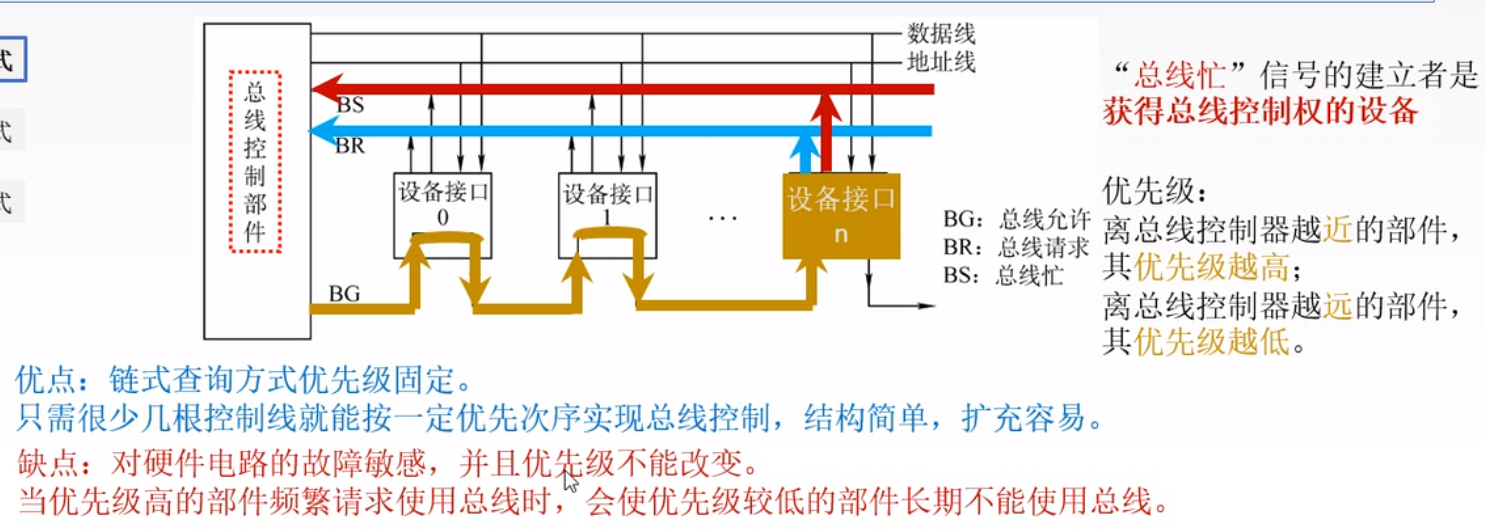 式
式
式
总线控制部件
数据线
地址线
BS
BR
设备接口
0
设备接口
1
...
设备接口
n
BG
BG：总线允许
BR：总线请求
BS：总线忙
“总线忙”信号的建立者是
获得总线控制权的设备
优先级：
离总线控制器越近的部件，
其优先级越高；
离总线控制器越远的部件，
其优先级越低。
优点：链式查询方式优先级固定。
只需很少几根控制线就能按一定优先次序实现总线控制，结构简单，扩充容易。
缺点：对硬件电路的故障敏感，并且优先级不能改变。
当优先级高的部件频繁请求使用总线时，会使优先级较低的部件长期不能使用总线。